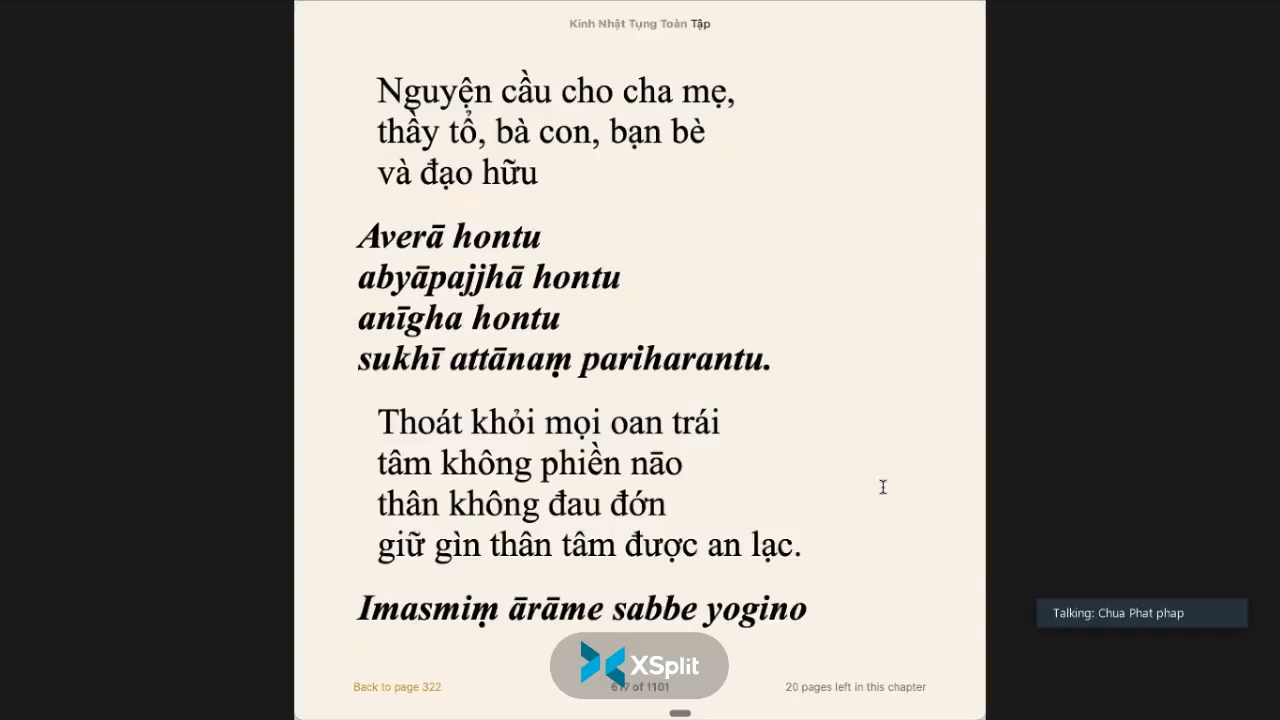 Kinh Nhật Tụng Toàn Tập
Nguyện cầu cho cha mẹ,
thầy tổ, bà con, bạn bè
và đạo hữu
Averā hontu
abyāpajjhā hontu
anīgha hontu
sukhī attānaṃ pariharantu.
Thoát khỏi mọi oan trái
tâm không phiền não
thân không đau đớn
giữ gìn thân tâm được an lạc.
Imasmiṃ ārāme sabbe yogino
Talking: Chua Phat phap
XSplit
Back to page 322
617 of 1101
20 pages left in this chapter